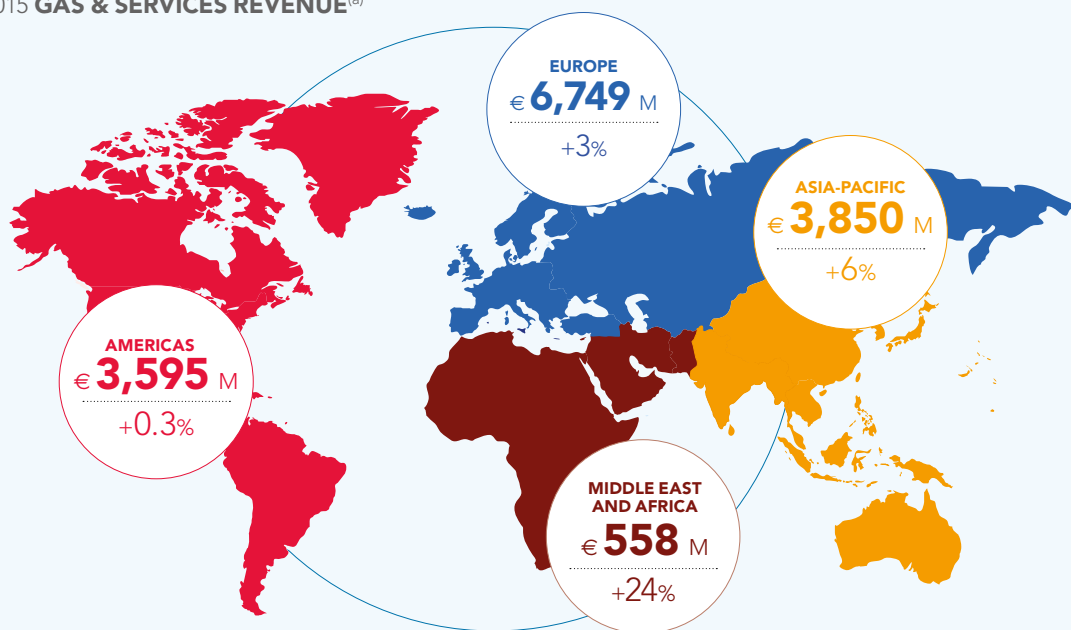 015 GAS & SERVICES REVENUE(a)
EUROPE
€ 6,749 M
+3%
ASIA-PACIFIC
€ 3,850 M
+6%
AMERICAS
€ 3,595 M
+0.3%
MIDDLE EAST
AND AFRICA
€ 558 M
+24%